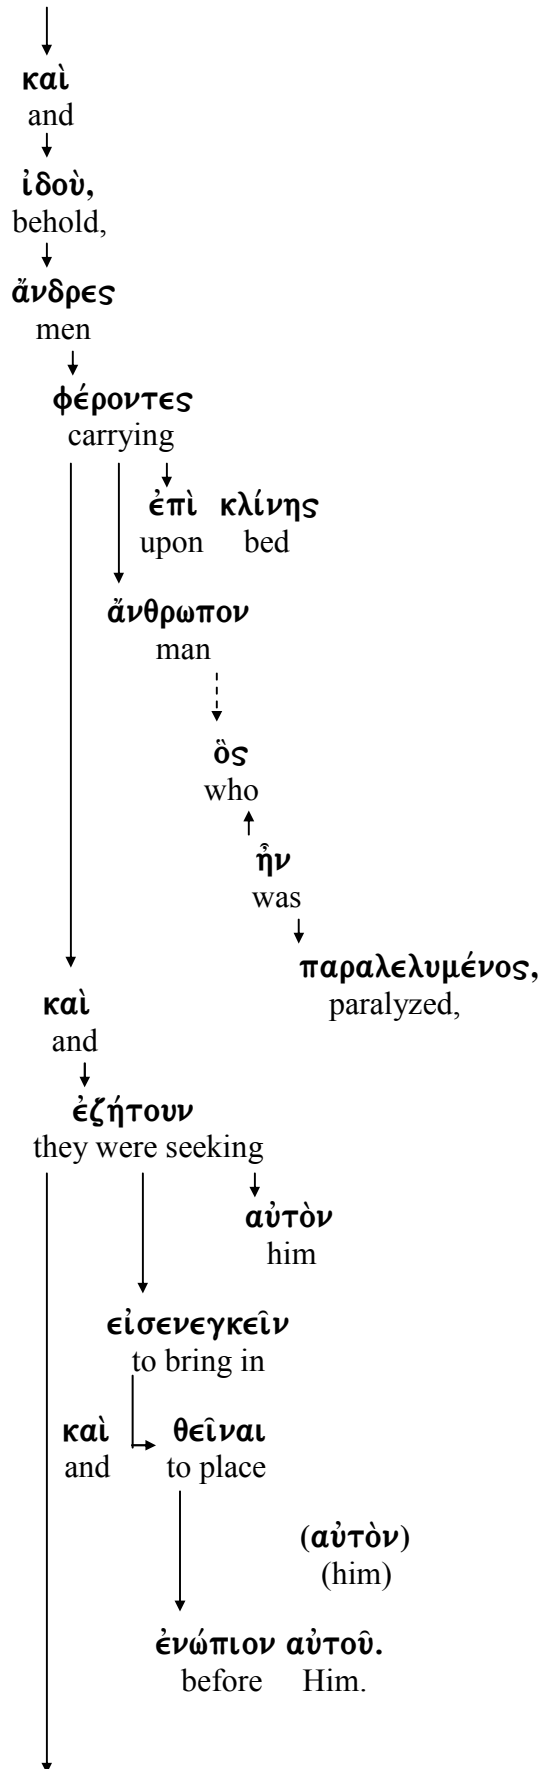 καὶ
and
ἰδοὺ,
behold,
ἄνδρες
men
φέροντες
carrying
ἐπὶ κλίνης
upon bed
ἄνθρωπον
man
ὃς
who
ἦν
was
παραλελυμένος,
paralyzed,
καὶ
and
ἐζήτουν
they were seeking
αὐτὸν
him
εἰσενεγκεῖν
to bring in
καὶ θεῖναι
and to place
(αὐτὸν)
(him)
ἐνώπιον αὐτοῦ.
before Him.